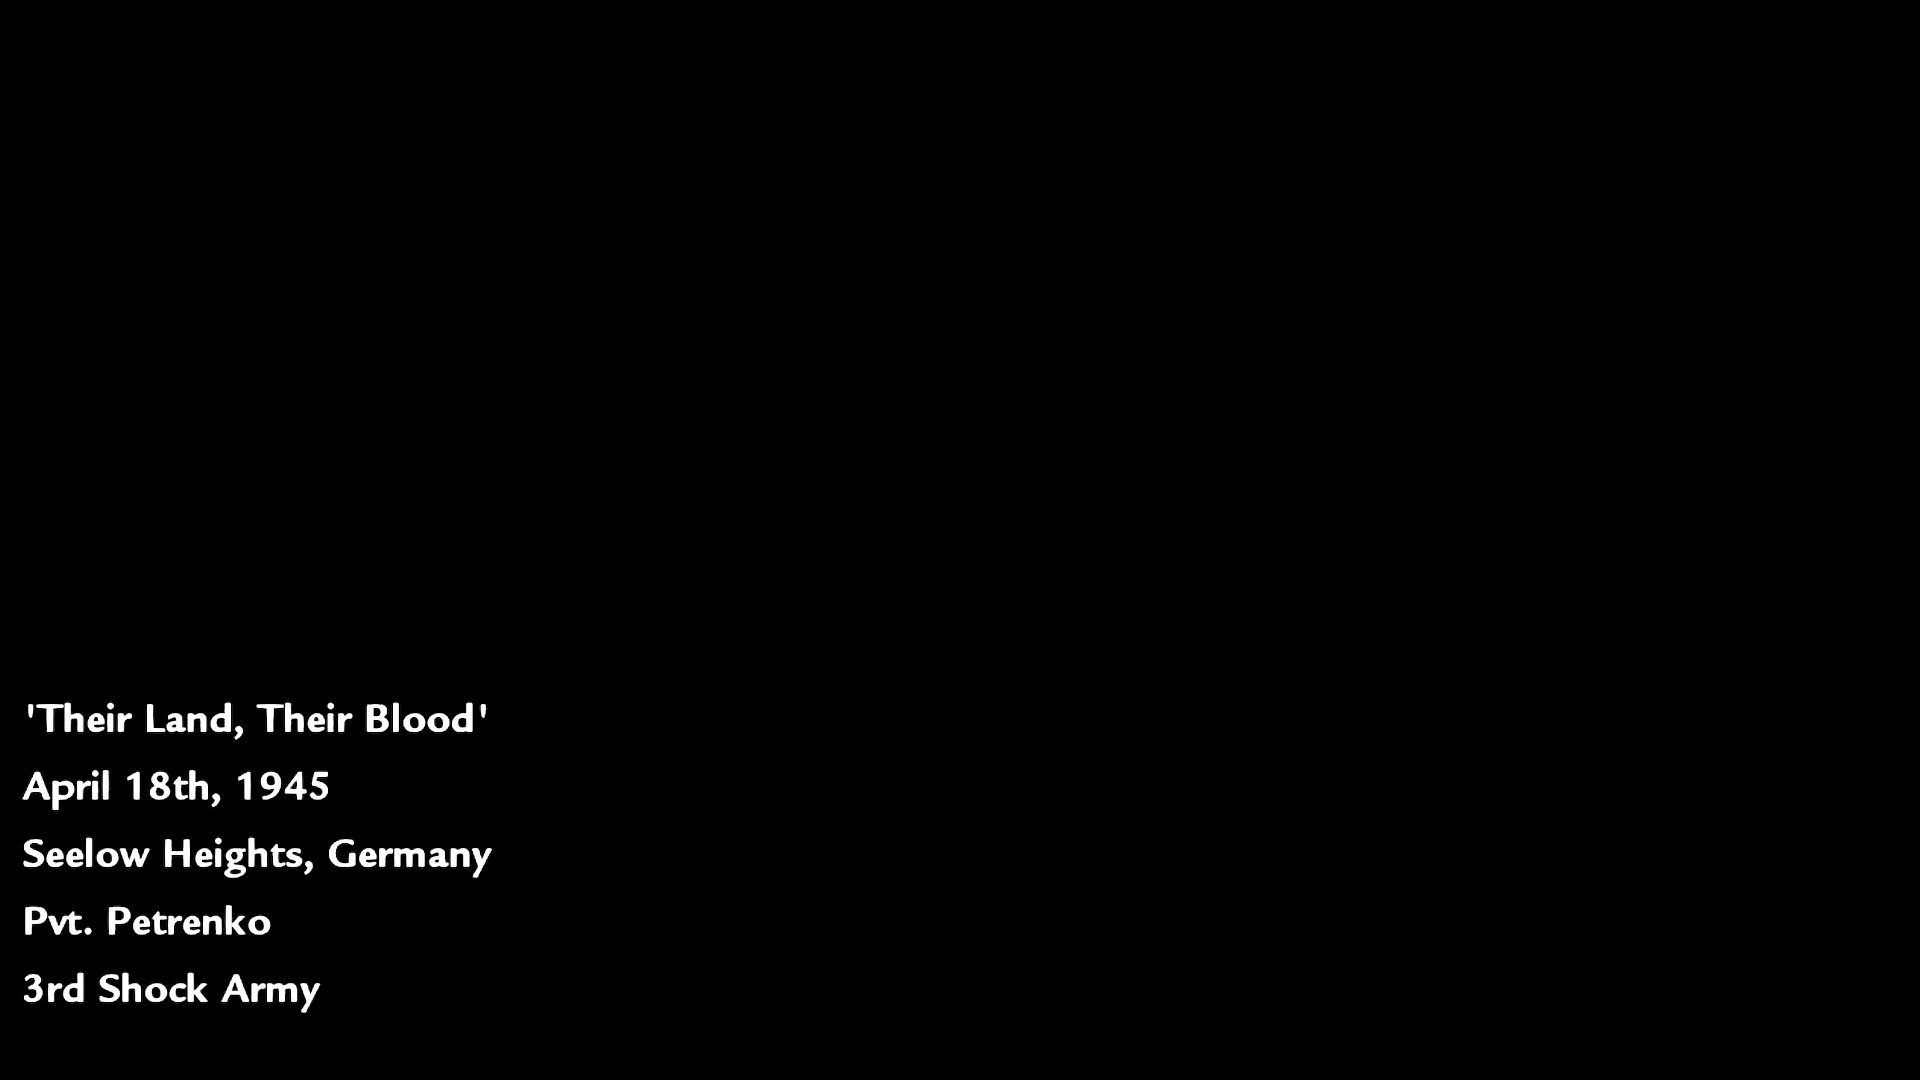 'Their Land, Their Blood'
April 18th, 1945
Seelow Heights, Germany
Pvt. Petrenko
3rd Shock Army